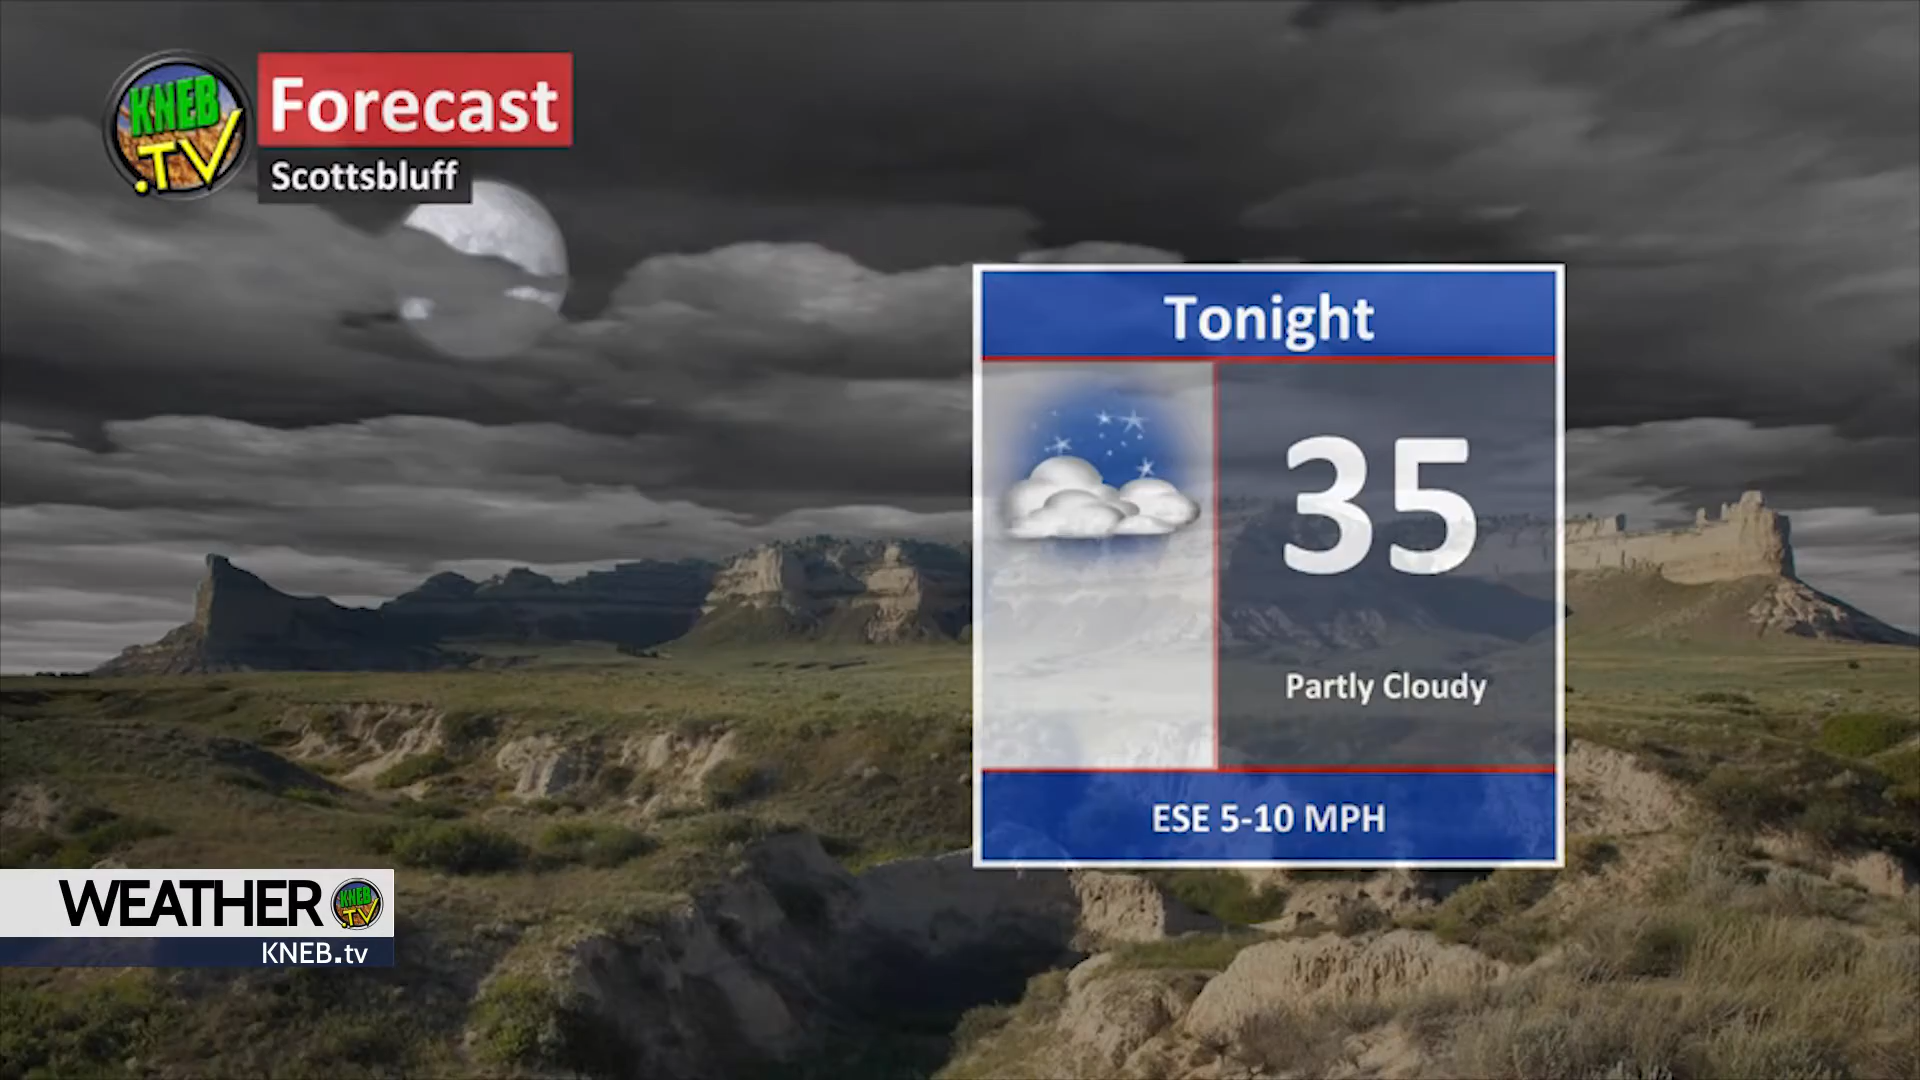 KNEB
.TV
Forecast
Scottsbluff
Tonight
35
Partly Cloudy
ESE 5-10 MPH
WEATHER
KNEB
.TV
KNEB.tv